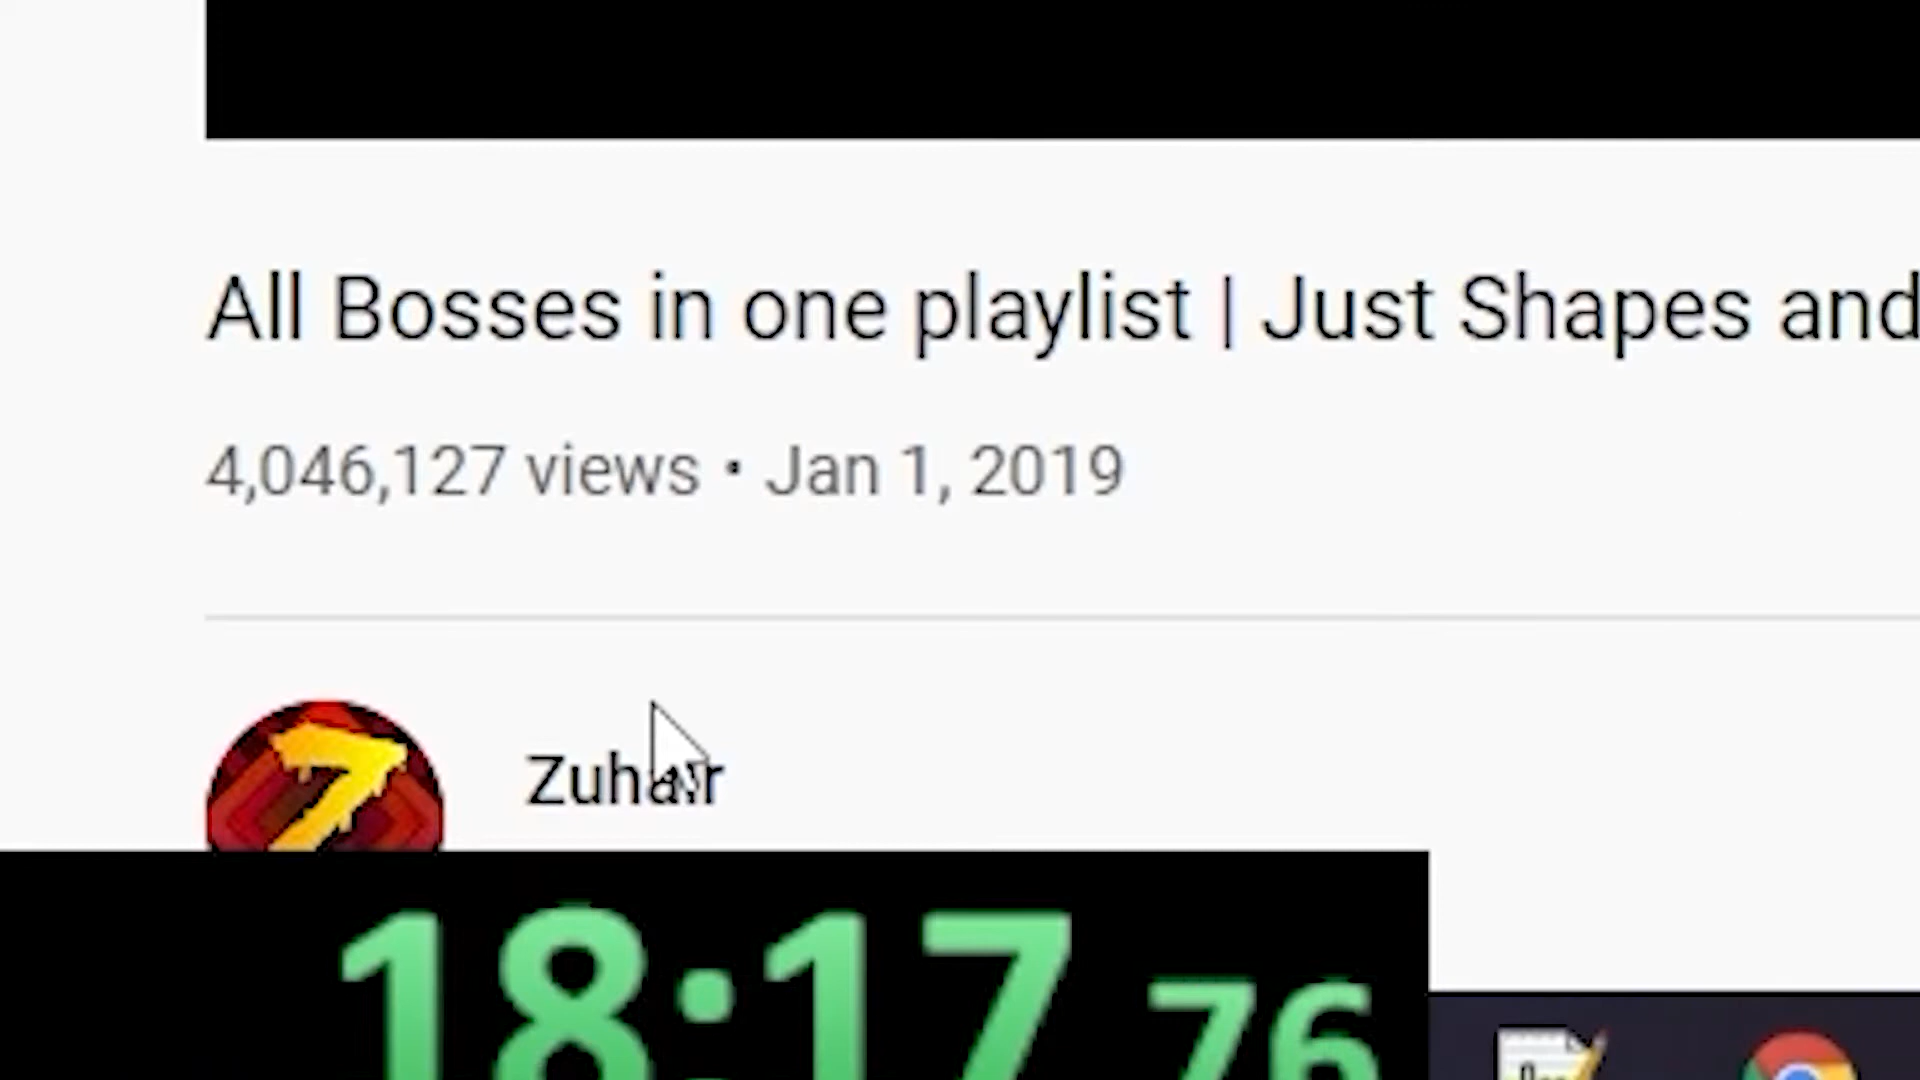 All Bosses in one playlist | Just Shapes and
4,046,127 views • Jan 1, 2019
Zuhair
18:17.76